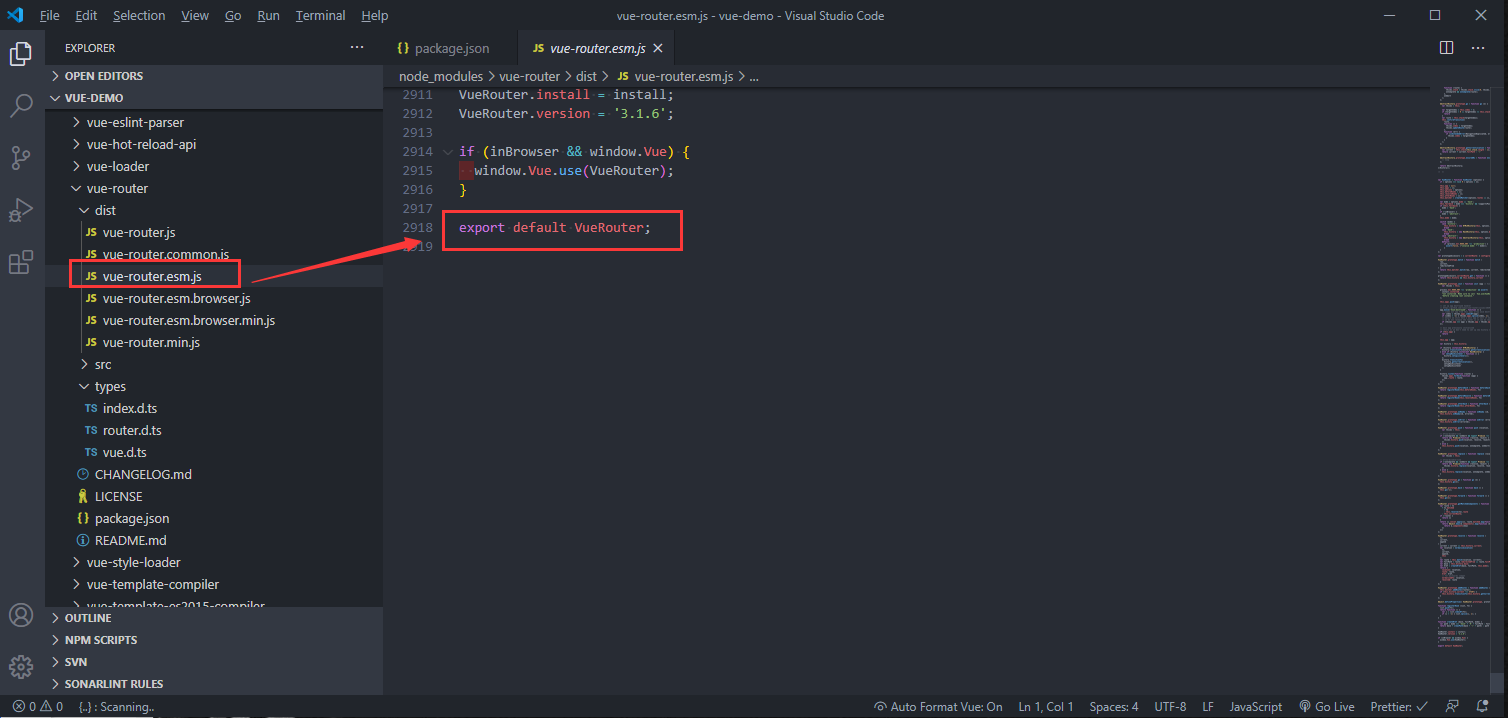 File Edit Selection View Go Run Terminal Help vue-router.esm.js - vue-demo - Visual Studio Code
EXPLORER
OPEN EDITORS
VUE-DEMO
vue-eslint-parser
vue-hot-reload-api
vue-loader
vue-router
dist
JS vue-router.js
JS vue-router.common.js
JS vue-router.esm.js
JS vue-router.esm.browser.js
JS vue-router.esm.browser.min.js
JS vue-router.min.js
src
types
TS index.d.ts
TS router.d.ts
TS vue.d.ts
CHANGELOG.md
LICENSE
{} package.json
README.md
vue-style-loader
vue-template-compiler
vue-template-es2015-compiler
OUTLINE
NPM SCRIPTS
SVN
SONARLINT RULES
{} package.json JS vue-router.esm.js
node_modules > vue-router > dist > JS vue-router.esm.js > ...
2911 VueRouter.install = install;
2912 VueRouter.version = '3.1.6';
2913
2914 if (inBrowser && window.Vue) {
2915 window.Vue.use(VueRouter);
2916 }
2917
2918 export default VueRouter;
2919
0 0 {..} : Scanning.. Auto Format Vue: On Ln 1, Col 1 Spaces: 4 UTF-8 LF JavaScript Go Live Prettier: ✓